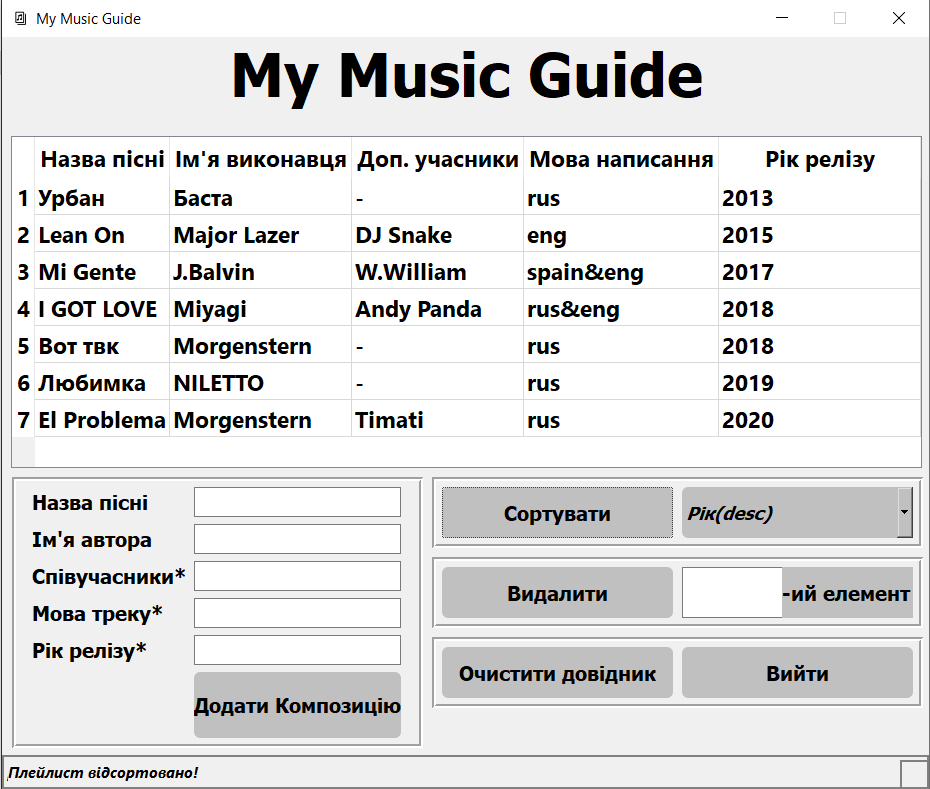 My Music Guide
My Music Guide
Назва пісні Ім'я виконавця Доп. учасники Мова написання Рік релізу
1 Урбан Баста - rus 2013
2 Lean On Major Lazer DJ Snake eng 2015
3 Mi Gente J.Balvin W.William spain&eng 2017
4 I GOT LOVE Miyagi Andy Panda rus&eng 2018
5 Вот твк Morgenstern - rus 2018
6 Любимка NILETTO - rus 2019
7 El Problema Morgenstern Timati rus 2020
Назва пісні
Ім'я автора
Співучасники*
Мова треку*
Рік релізу*
Додати Композицію
Сортувати Рік(desc)
Видалити -ий елемент
Очистити довідник Вийти
Плейлист відсортовано!